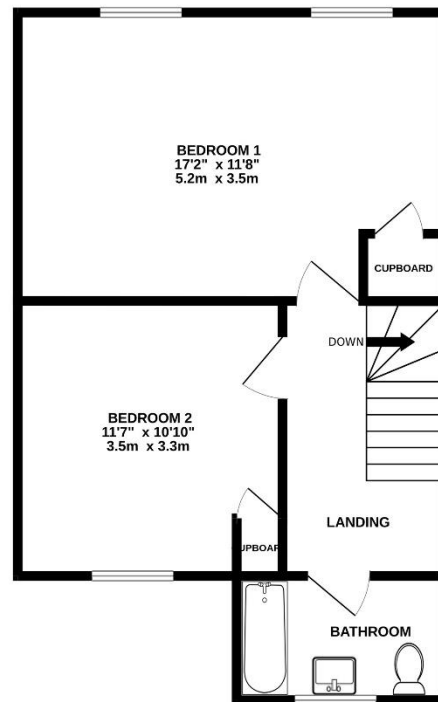 BEDROOM 1
17'2" x 11'8"
5.2m x 3.5m
CUPBOARD
DOWN
BEDROOM 2
11'7" x 10'10"
3.5m x 3.3m
UPBOAR
LANDING
BATHROOM